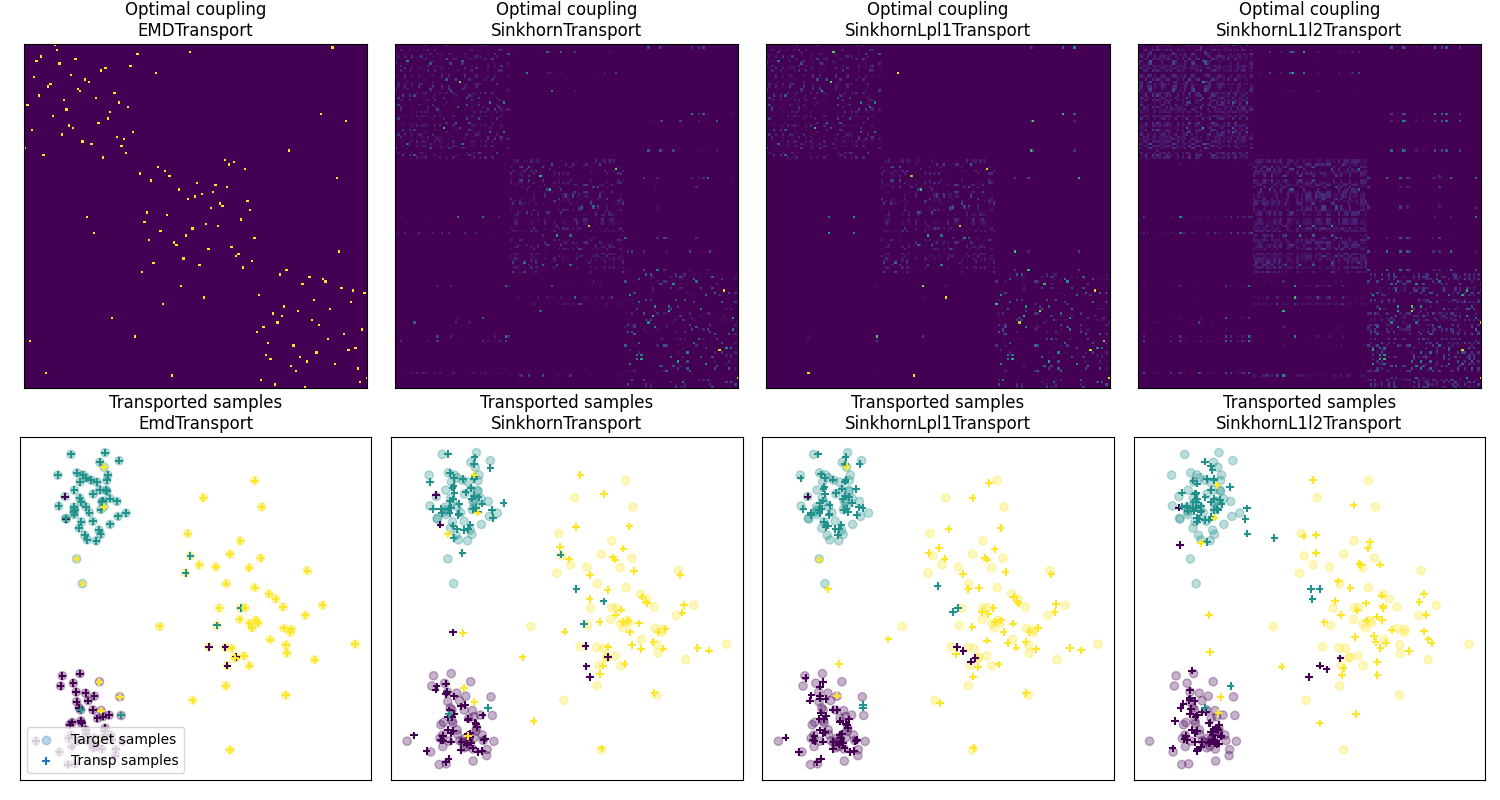 Optimal coupling
EMDTransport
Optimal coupling
SinkhornTransport
Optimal coupling
SinkhornLpl1Transport
Optimal coupling
SinkhornL1l2Transport
Transported samples
EmdTransport
Transported samples
SinkhornTransport
Transported samples
SinkhornLpl1Transport
Transported samples
SinkhornL1l2Transport
Target samples
Transp samples